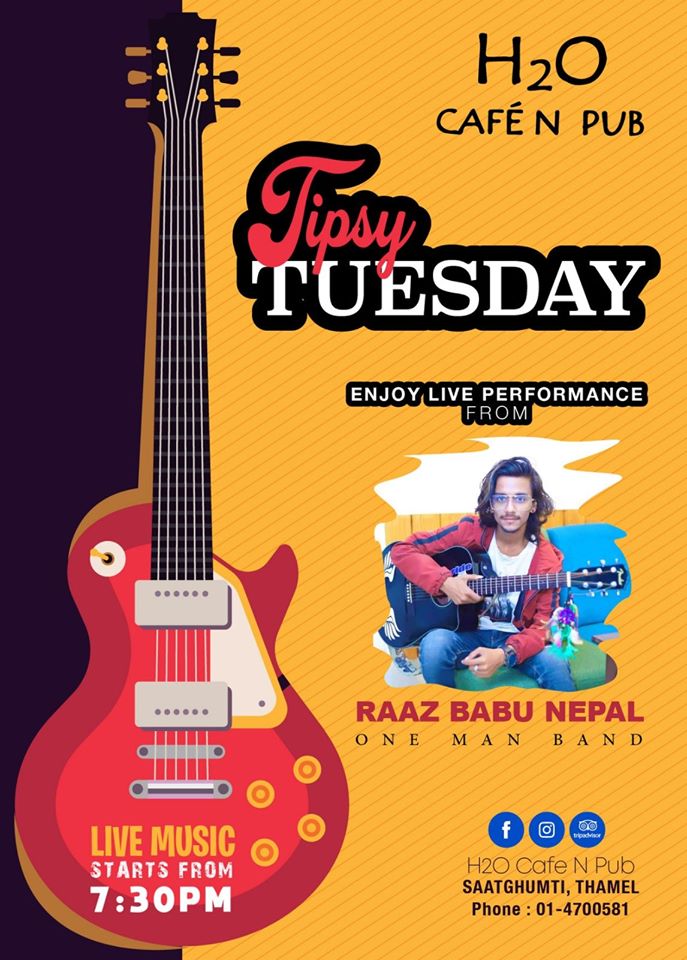 H2O
CAFÉ N PUB
Tipsy
TUESDAY
ENJOY LIVE PERFORMANCE
FROM
RAAZ BABU NEPAL
ONE MAN BAND
LIVE MUSIC
STARTS FROM
7:30PM
tripadvisor
H2O Cafe N Pub
SAATGHUMTI, THAMEL
Phone : 01-4700581